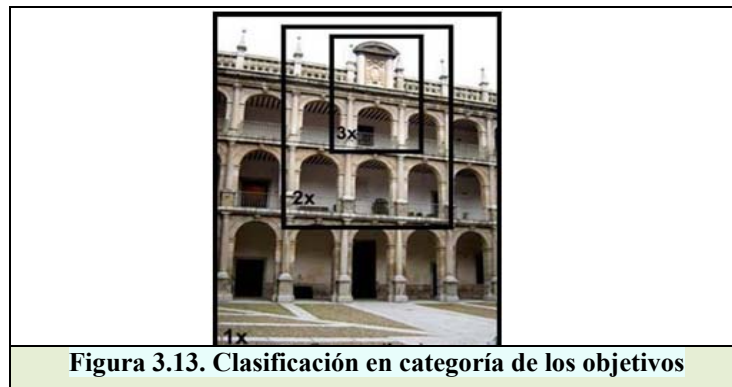 3x
2x
1x
Figura 3.13. Clasificación en categoría de los objetivos